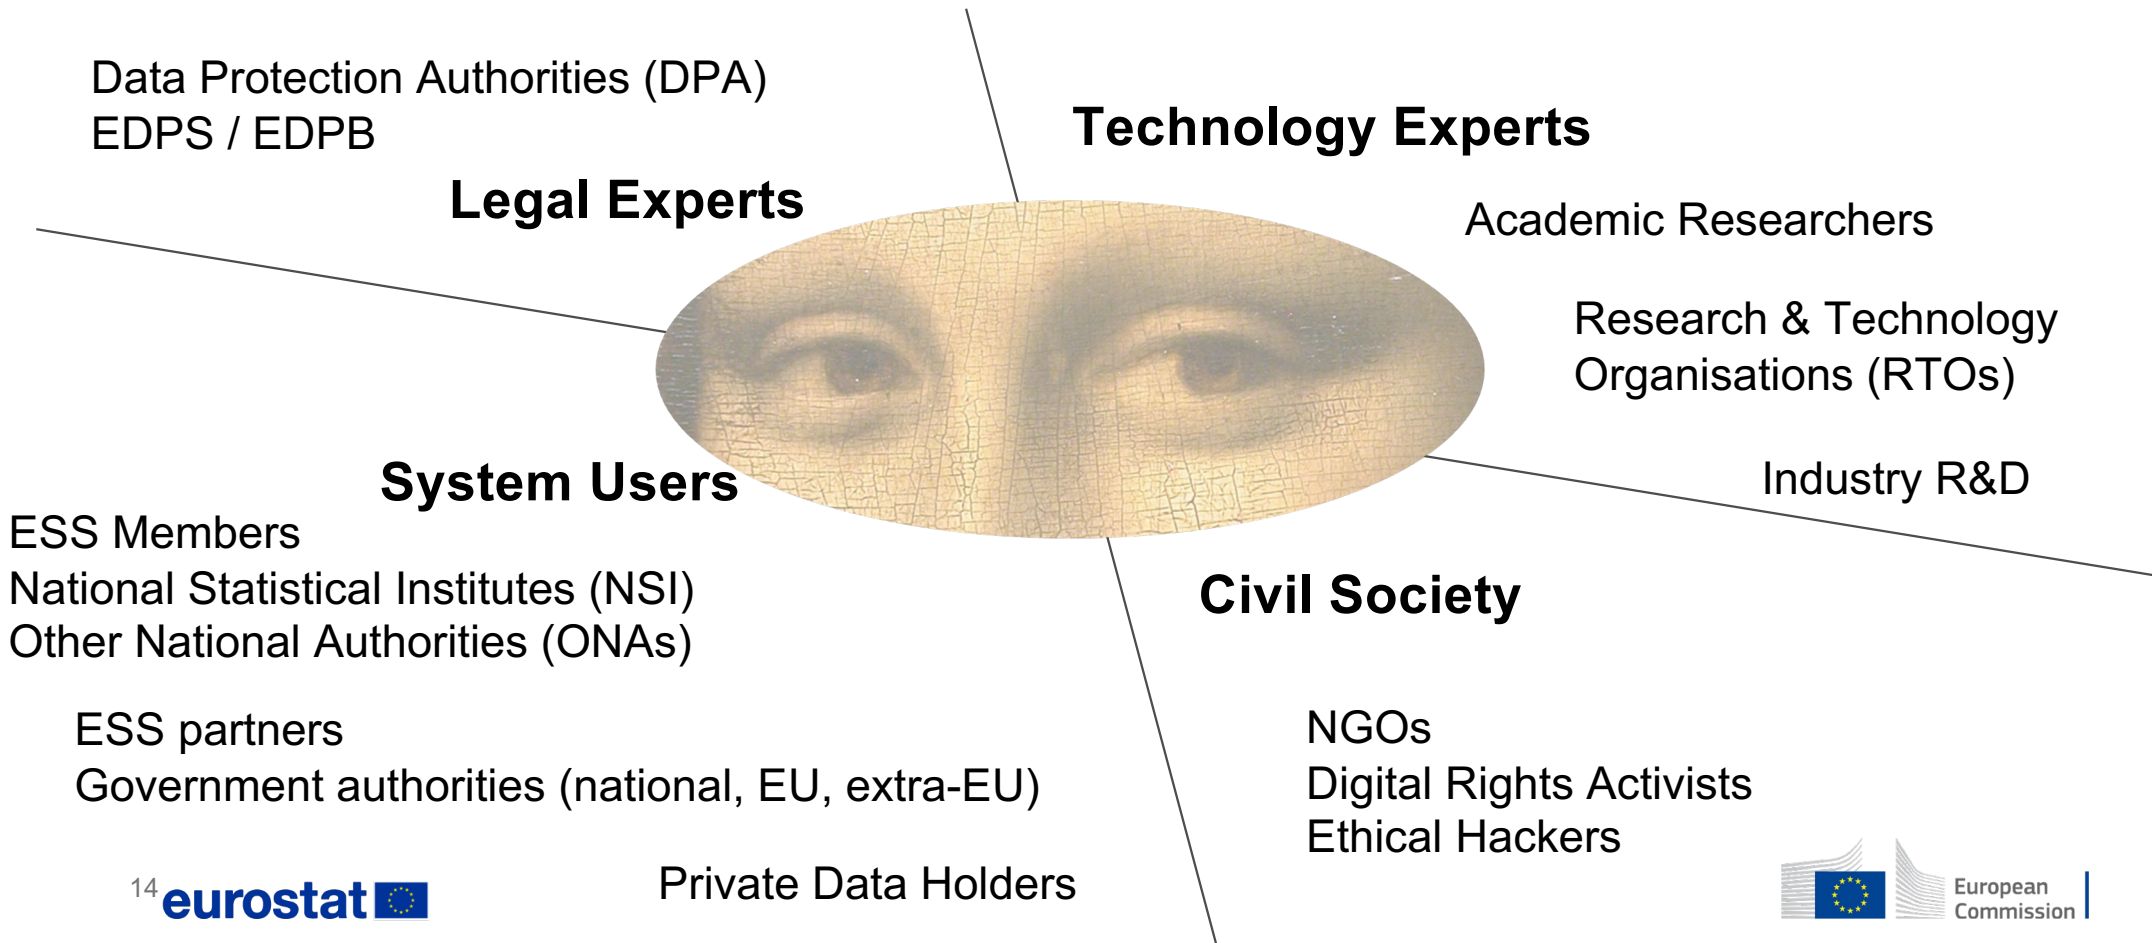 Data Protection Authorities (DPA)
EDPS / EDPB
Legal Experts
Technology Experts
Academic Researchers
Research & Technology
Organisations (RTOs)
Industry R&D
System Users
ESS Members
National Statistical Institutes (NSI)
Other National Authorities (ONAs)
ESS partners
Government authorities (national, EU, extra-EU)
Private Data Holders
Civil Society
NGOs
Digital Rights Activists
Ethical Hackers
14
eurostat
European
Commission